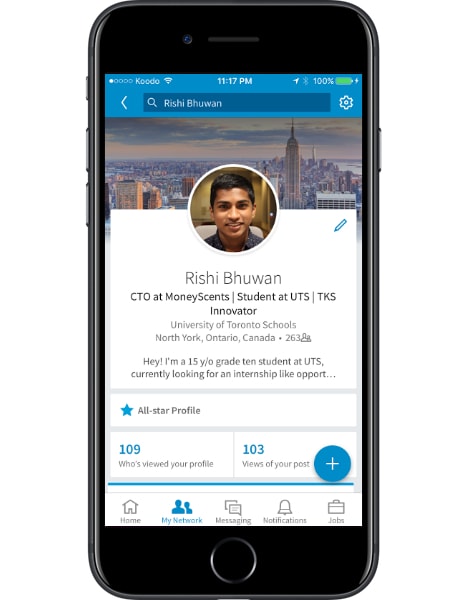 Koodo 11:17 PM 100%
Rishi Bhuwan
Rishi Bhuwan
CTO at MoneyScents | Student at UTS | TKS
Innovator
University of Toronto Schools
North York, Ontario, Canada • 263
Hey! I'm a 15 y/o grade ten student at UTS,
currently looking for an internship like opport…
All-star Profile
109 103
Who's viewed your profile Views of your post
Home My Network Messaging Notifications Jobs